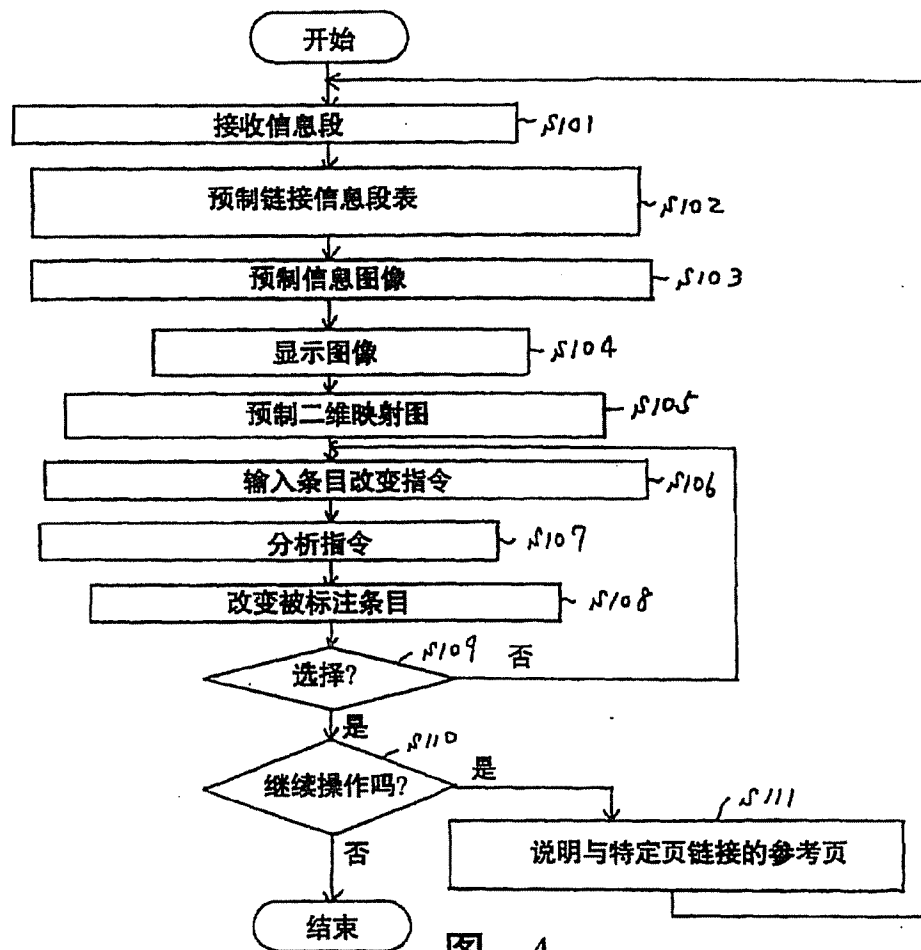 开始
接收信息段
S101
预制链接信息段表
S102
预制信息图像
S103
显示图像
S104
预制二维映射图
S105
输入条目改变指令
S106
分析指令
S107
改变被标注条目
S108
S109
选择?
否
是
S110
继续操作吗?
是
S111
说明与特定页链接的参考页
否
结束
图 4